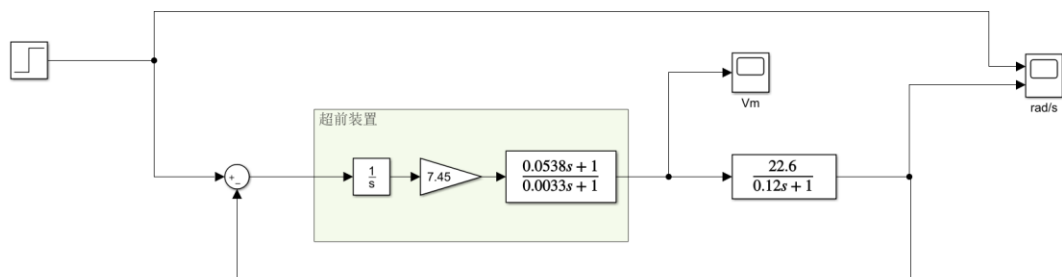 Vm
rad/s
超前装置
+
−
1
s
7.45
0.0538s + 1
0.0033s + 1
22.6
0.12s + 1